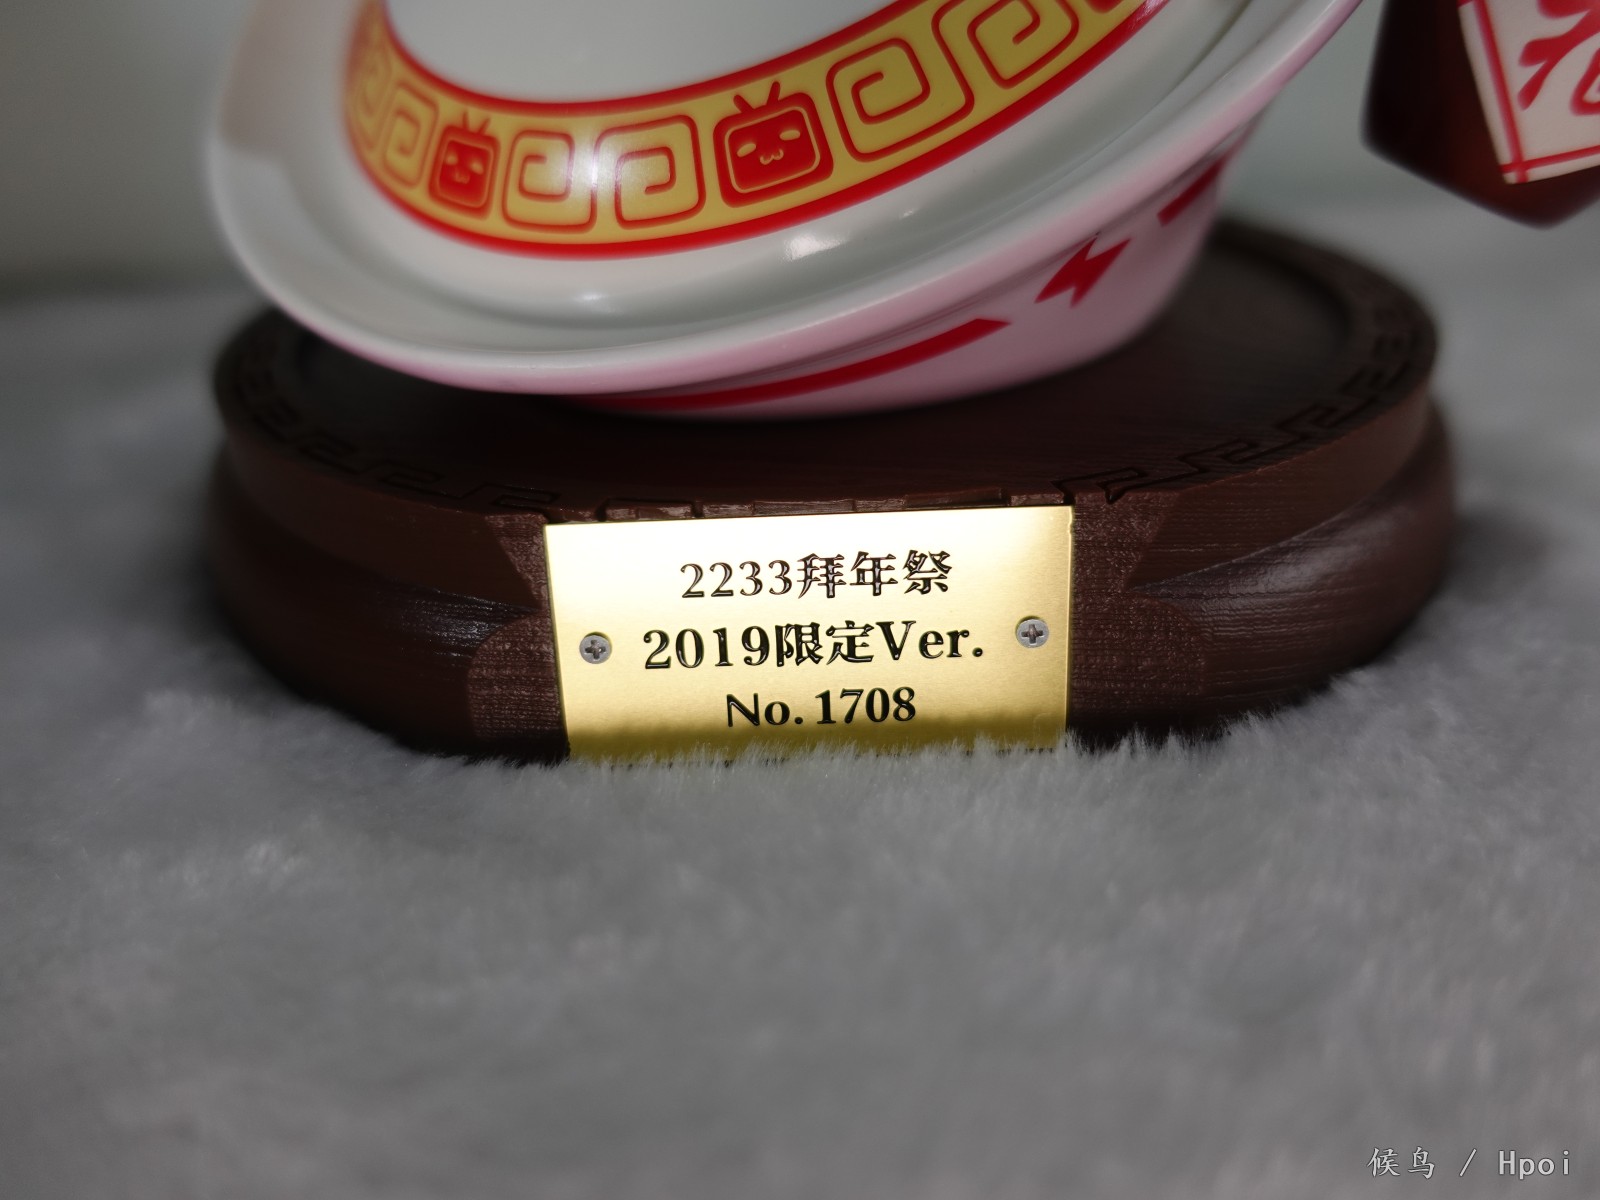 2233拜年祭
2019限定Ver.
No.1708
候鸟 / Hpoi